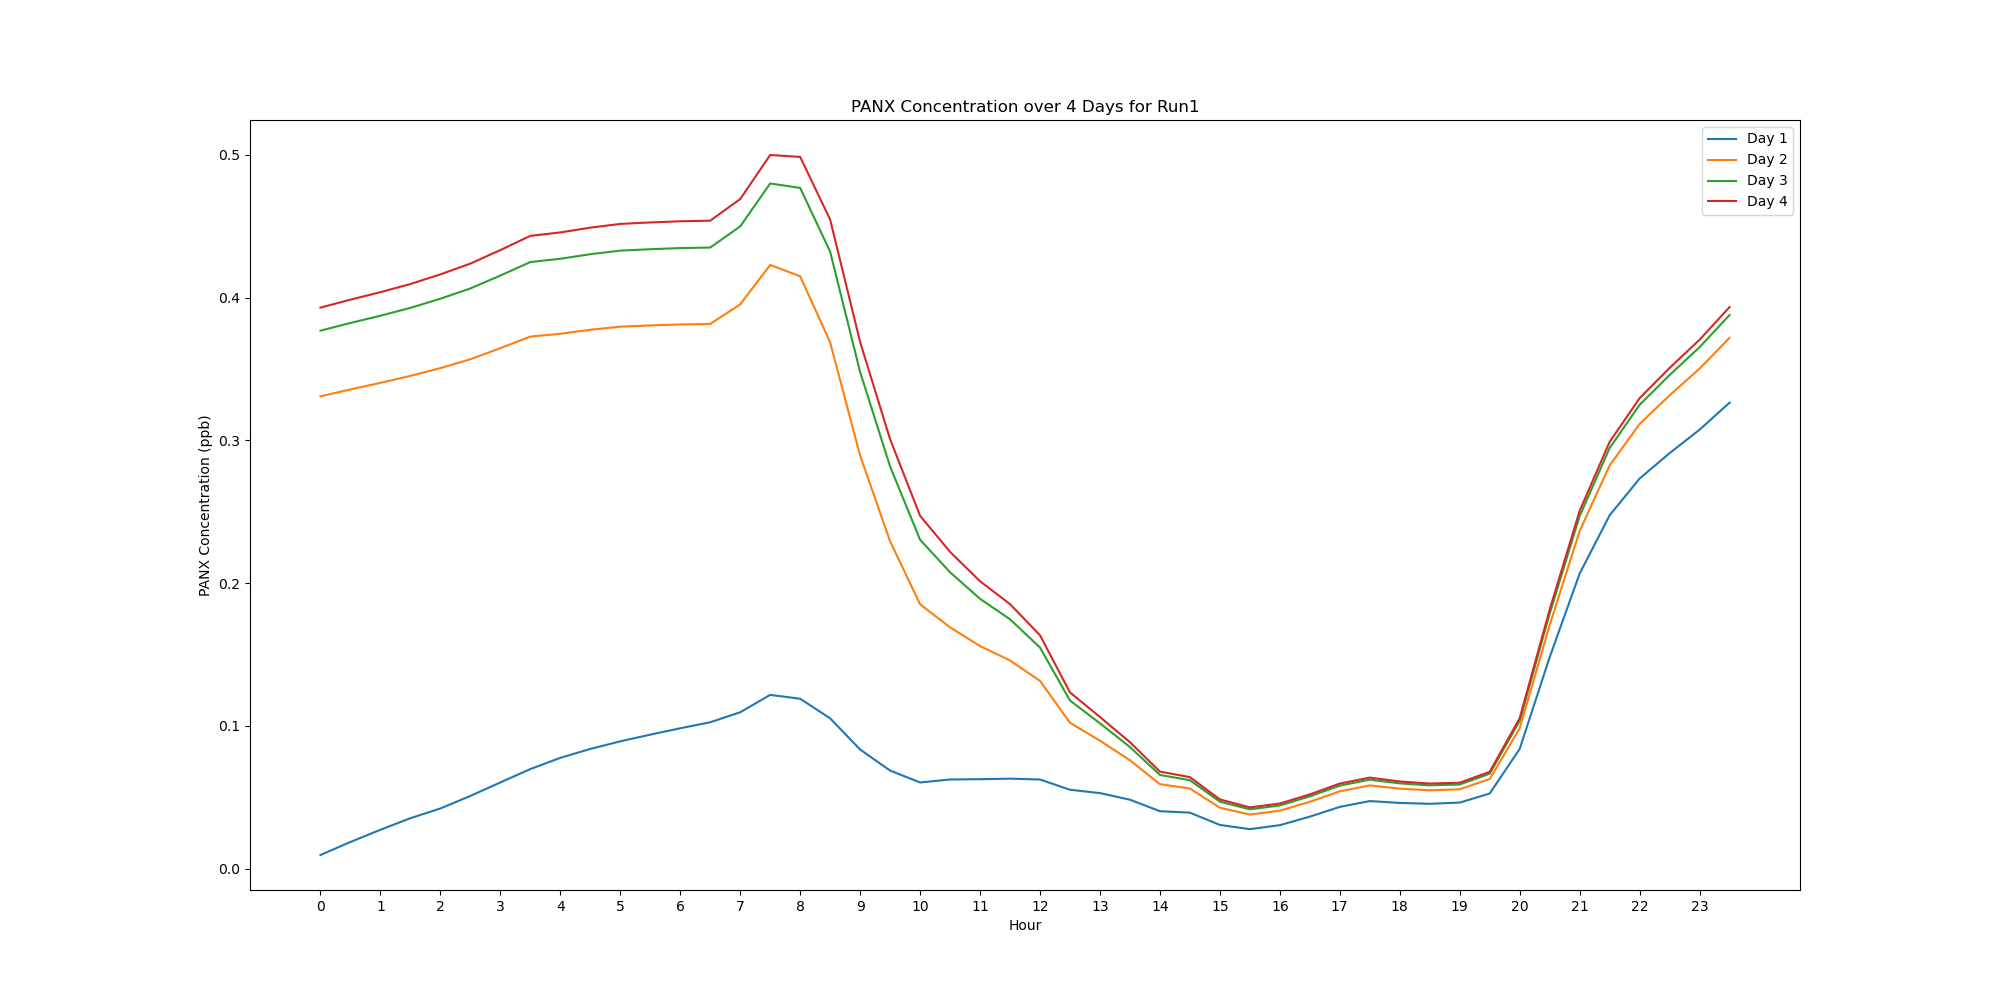 PANX Concentration over 4 Days for Run1
Day 1
Day 2
Day 3
Day 4
0.5
0.4
0.3
0.2
0.1
0.0
PANX Concentration (ppb)
0 1 2 3 4 5 6 7 8 9 10 11 12 13 14 15 16 17 18 19 20 21 22 23
Hour